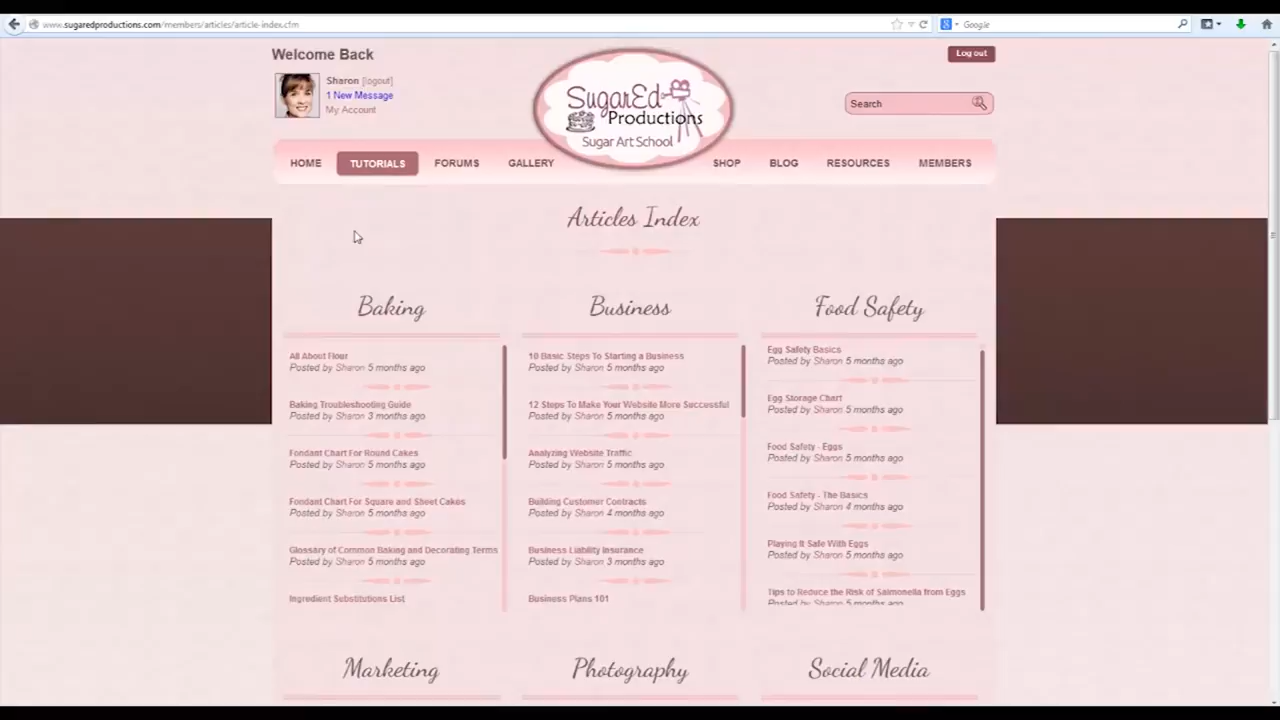 www.sugaredproductions.com/members/articles/article-index.cfm
Google
Welcome Back
Sharon [logout]
1 New Message
My Account
SugarEd
Productions
Sugar Art School
Log out
Search
HOME TUTORIALS FORUMS GALLERY SHOP BLOG RESOURCES MEMBERS
Articles Index
Baking
All About Flour
Posted by Sharon 5 months ago
Baking Troubleshooting Guide
Posted by Sharon 3 months ago
Fondant Chart For Round Cakes
Posted by Sharon 5 months ago
Fondant Chart For Square and Sheet Cakes
Posted by Sharon 5 months ago
Glossary of Common Baking and Decorating Terms
Posted by Sharon 5 months ago
Ingredient Substitutions List
Business
10 Basic Steps To Starting a Business
Posted by Sharon 5 months ago
12 Steps To Make Your Website More Successful
Posted by Sharon 5 months ago
Analyzing Website Traffic
Posted by Sharon 5 months ago
Building Customer Contracts
Posted by Sharon 4 months ago
Business Liability Insurance
Posted by Sharon 3 months ago
Business Plans 101
Food Safety
Egg Safety Basics
Posted by Sharon 5 months ago
Egg Storage Chart
Posted by Sharon 5 months ago
Food Safety - Eggs
Posted by Sharon 5 months ago
Food Safety - The Basics
Posted by Sharon 4 months ago
Playing It Safe With Eggs
Posted by Sharon 5 months ago
Tips to Reduce the Risk of Salmonella from Eggs
Posted by Sharon 5 months ago
Marketing
Photography
Social Media